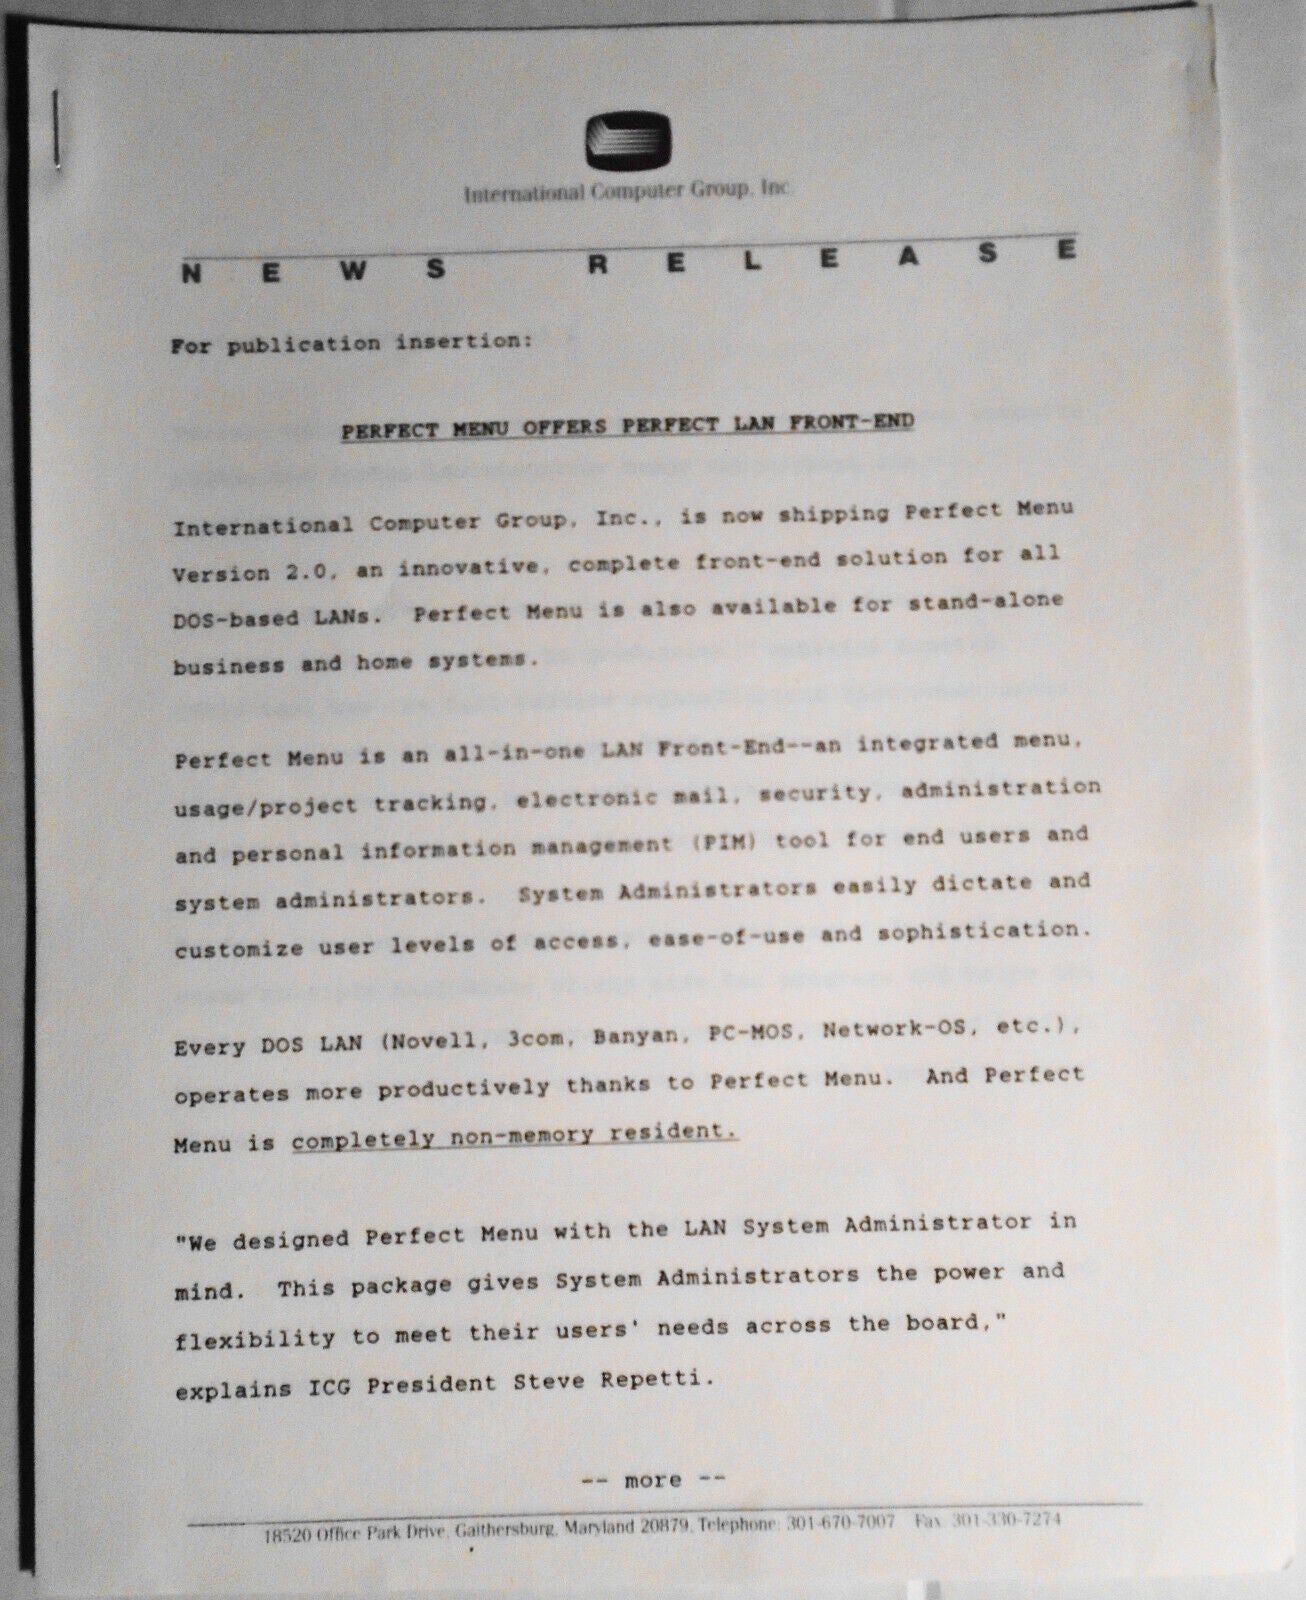 International Computer Group, Inc.
NEWS RELEASE
For publication insertion:
PERFECT MENU OFFERS PERFECT LAN FRONT-END
International Computer Group, Inc., is now shipping Perfect Menu
Version 2.0, an innovative, complete front-end solution for all
DOS-based LANs. Perfect Menu is also available for stand-alone
business and home systems.
Perfect Menu is an all-in-one LAN Front-End--an integrated menu,
usage/project tracking, electronic mail, security, administration
and personal information management (PIM) tool for end users and
system administrators. System Administrators easily dictate and
customize user levels of access, ease-of-use and sophistication.
Every DOS LAN (Novell, 3com, Banyan, PC-MOS, Network-OS, etc.),
operates more productively thanks to Perfect Menu. And Perfect
Menu is completely non-memory resident.
"We designed Perfect Menu with the LAN System Administrator in
mind. This package gives System Administrators the power and
flexibility to meet their users' needs across the board,"
explains ICG President Steve Repetti.
-- more --
18520 Office Park Drive, Gaithersburg, Maryland 20879, Telephone: 301-670-7007 Fax 301-330-7274